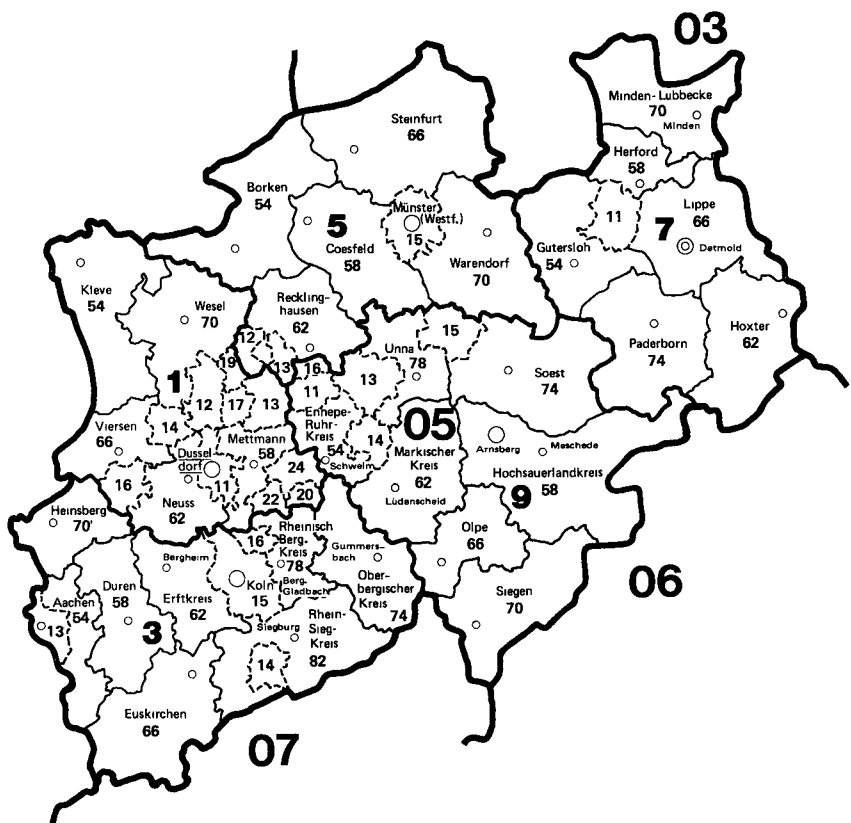 03
Minden-Lubbecke
70
Minden
Steinfurt
66
Herford
58
Borken
54
Lippe
66
Münster
(Westf.)
15
11
7
5
Coesfeld
58
Gutersloh
54
Detmold
Warendorf
70
Kleve
54
Wesel
70
Reckling-
hausen
62
Hoxter
62
Paderborn
74
15
12
Unna
78
19
13
16
13
Soest
74
1
11
12
17
13
14
Ennepe-
Ruhr-
Kreis
54
Schwelm
14
05
Viersen
66
Mettmann
58
Markischer
Kreis
62
Lüdenscheid
Arnsberg
Meschede
Hochsauerlandkreis
58
9
Dussel
dorf
16
24
11
22
20
Neuss
62
Heinsberg
70'
Rheinisch
Berg-
Kreis
78
Berg.
Gladbach
16
Olpe
66
Gummers-
bach
Ober-
bergischer
Kreis
74
Bergheim
Erftkreis
62
Koln
15
Duren
58
Aachen
54
13
3
06
Siegen
70
Siegburg
Rhein-
Sieg-
Kreis
82
14
Euskirchen
66
07